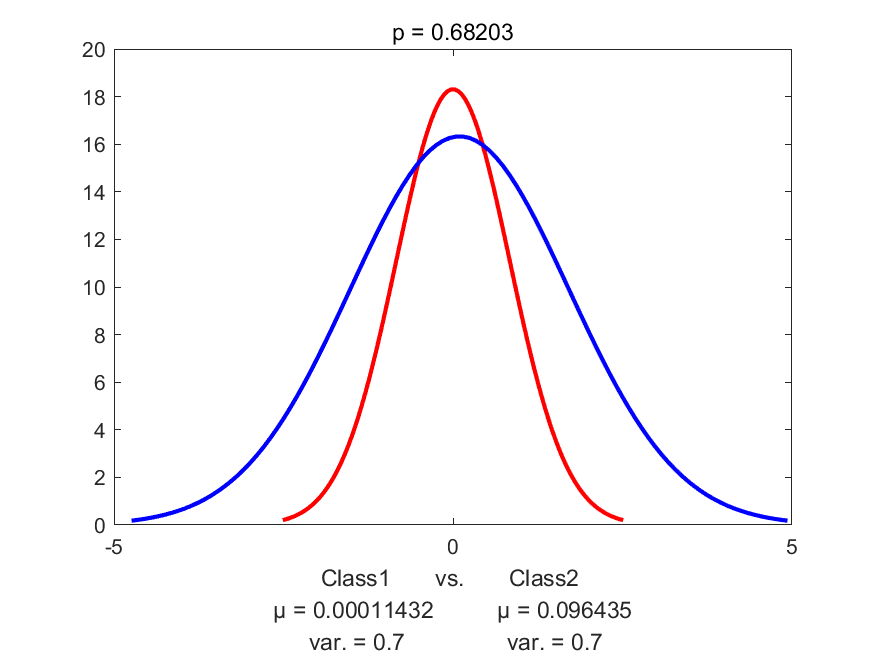 p = 0.68203
20
18
16
14
12
10
8
6
4
2
0
-5 0 5
Class1 vs. Class2
μ = 0.00011432 μ = 0.096435
var. = 0.7 var. = 0.7